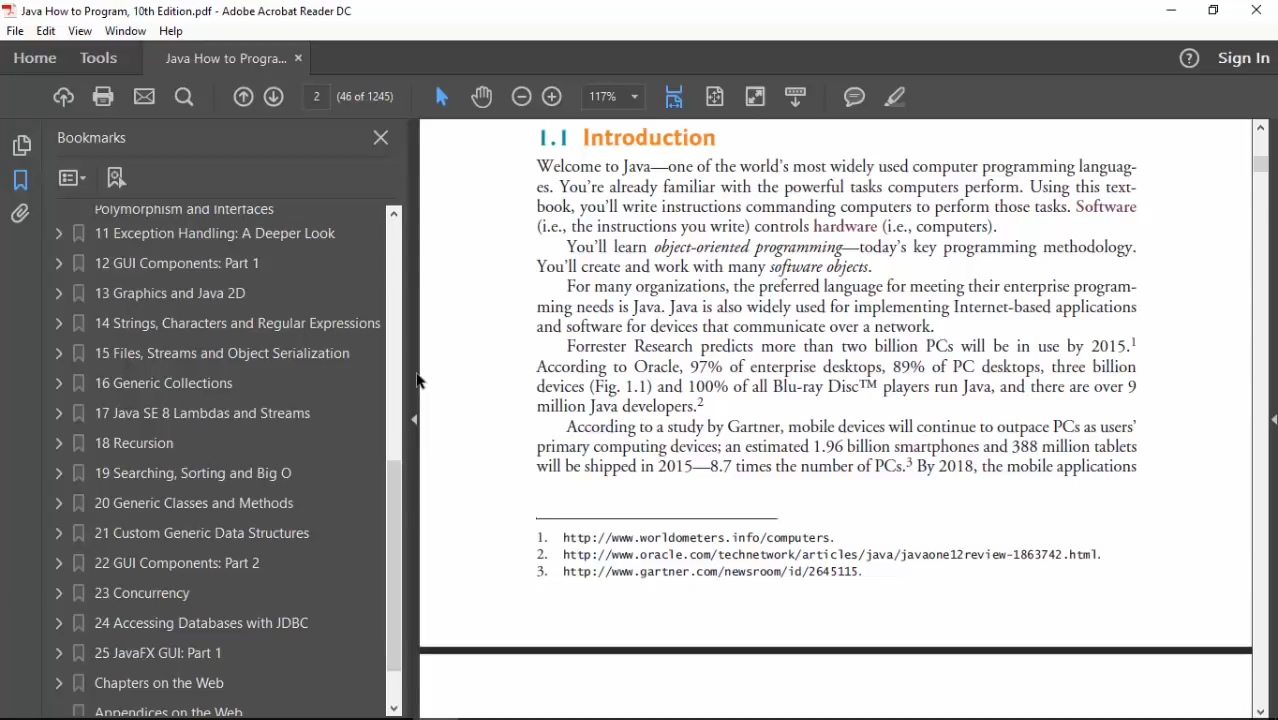 Java How to Program, 10th Edition.pdf - Adobe Acrobat Reader DC
File Edit View Window Help
Home Tools Java How to Progra... × ? Sign In
2 (46 of 1245) 117%
Bookmarks
Polymorphism and Interfaces
11 Exception Handling: A Deeper Look
12 GUI Components: Part 1
13 Graphics and Java 2D
14 Strings, Characters and Regular Expressions
15 Files, Streams and Object Serialization
16 Generic Collections
17 Java SE 8 Lambdas and Streams
18 Recursion
19 Searching, Sorting and Big O
20 Generic Classes and Methods
21 Custom Generic Data Structures
22 GUI Components: Part 2
23 Concurrency
24 Accessing Databases with JDBC
25 JavaFX GUI: Part 1
Chapters on the Web
Appendices on the Web
1.1 Introduction
Welcome to Java—one of the world's most widely used computer programming languag-
es. You're already familiar with the powerful tasks computers perform. Using this text-
book, you'll write instructions commanding computers to perform those tasks. Software
(i.e., the instructions you write) controls hardware (i.e., computers).
You'll learn object-oriented programming—today's key programming methodology.
You'll create and work with many software objects.
For many organizations, the preferred language for meeting their enterprise program-
ming needs is Java. Java is also widely used for implementing Internet-based applications
and software for devices that communicate over a network.
Forrester Research predicts more than two billion PCs will be in use by 2015.1
According to Oracle, 97% of enterprise desktops, 89% of PC desktops, three billion
devices (Fig. 1.1) and 100% of all Blu-ray Disc™ players run Java, and there are over 9
million Java developers.2
According to a study by Gartner, mobile devices will continue to outpace PCs as users'
primary computing devices; an estimated 1.96 billion smartphones and 388 million tablets
will be shipped in 2015—8.7 times the number of PCs.3 By 2018, the mobile applications
1. http://www.worldometers.info/computers.
2. http://www.oracle.com/technetwork/articles/java/javaone12review-1863742.html.
3. http://www.gartner.com/newsroom/id/2645115.